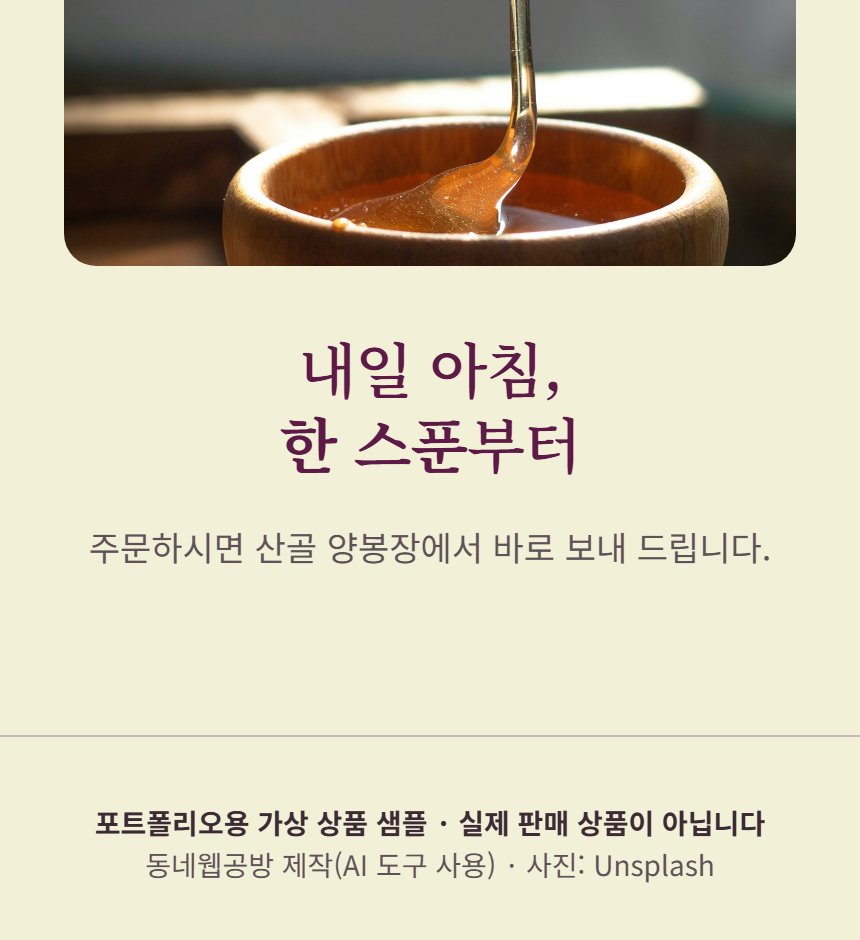 내일 아침,
한 스푼부터
주문하시면 산골 양봉장에서 바로 보내 드립니다.
포트폴리오용 가상 상품 샘플 · 실제 판매 상품이 아닙니다
동네웹공방 제작(AI 도구 사용) · 사진: Unsplash